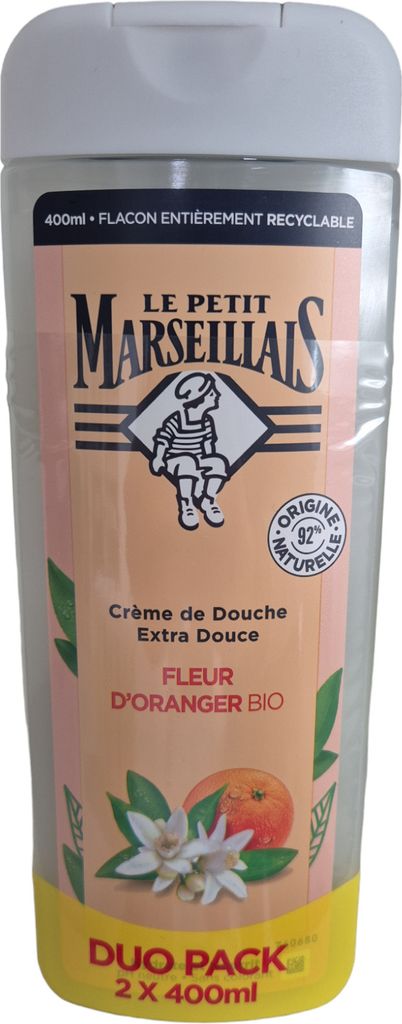 400ml • FLACON ENTIÈREMENT RECYCLABLE
LE PETIT
MARSEILLAIS
ORIGINE
92%
NATURELLE
Crème de Douche
Extra Douce
FLEUR
D'ORANGER BIO
DUO PACK
2 X 400ml